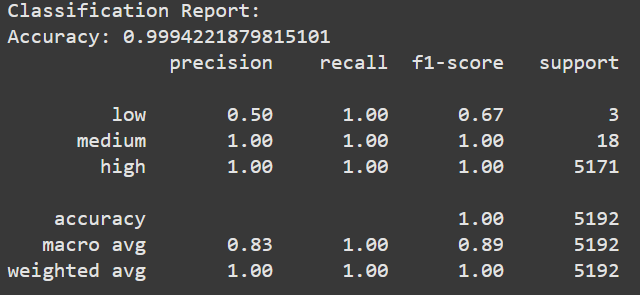 Classification Report:
Accuracy: 0.9994221879815101
precision recall f1-score support
low 0.50 1.00 0.67 3
medium 1.00 1.00 1.00 18
high 1.00 1.00 1.00 5171
accuracy 1.00 5192
macro avg 0.83 1.00 0.89 5192
weighted avg 1.00 1.00 1.00 5192